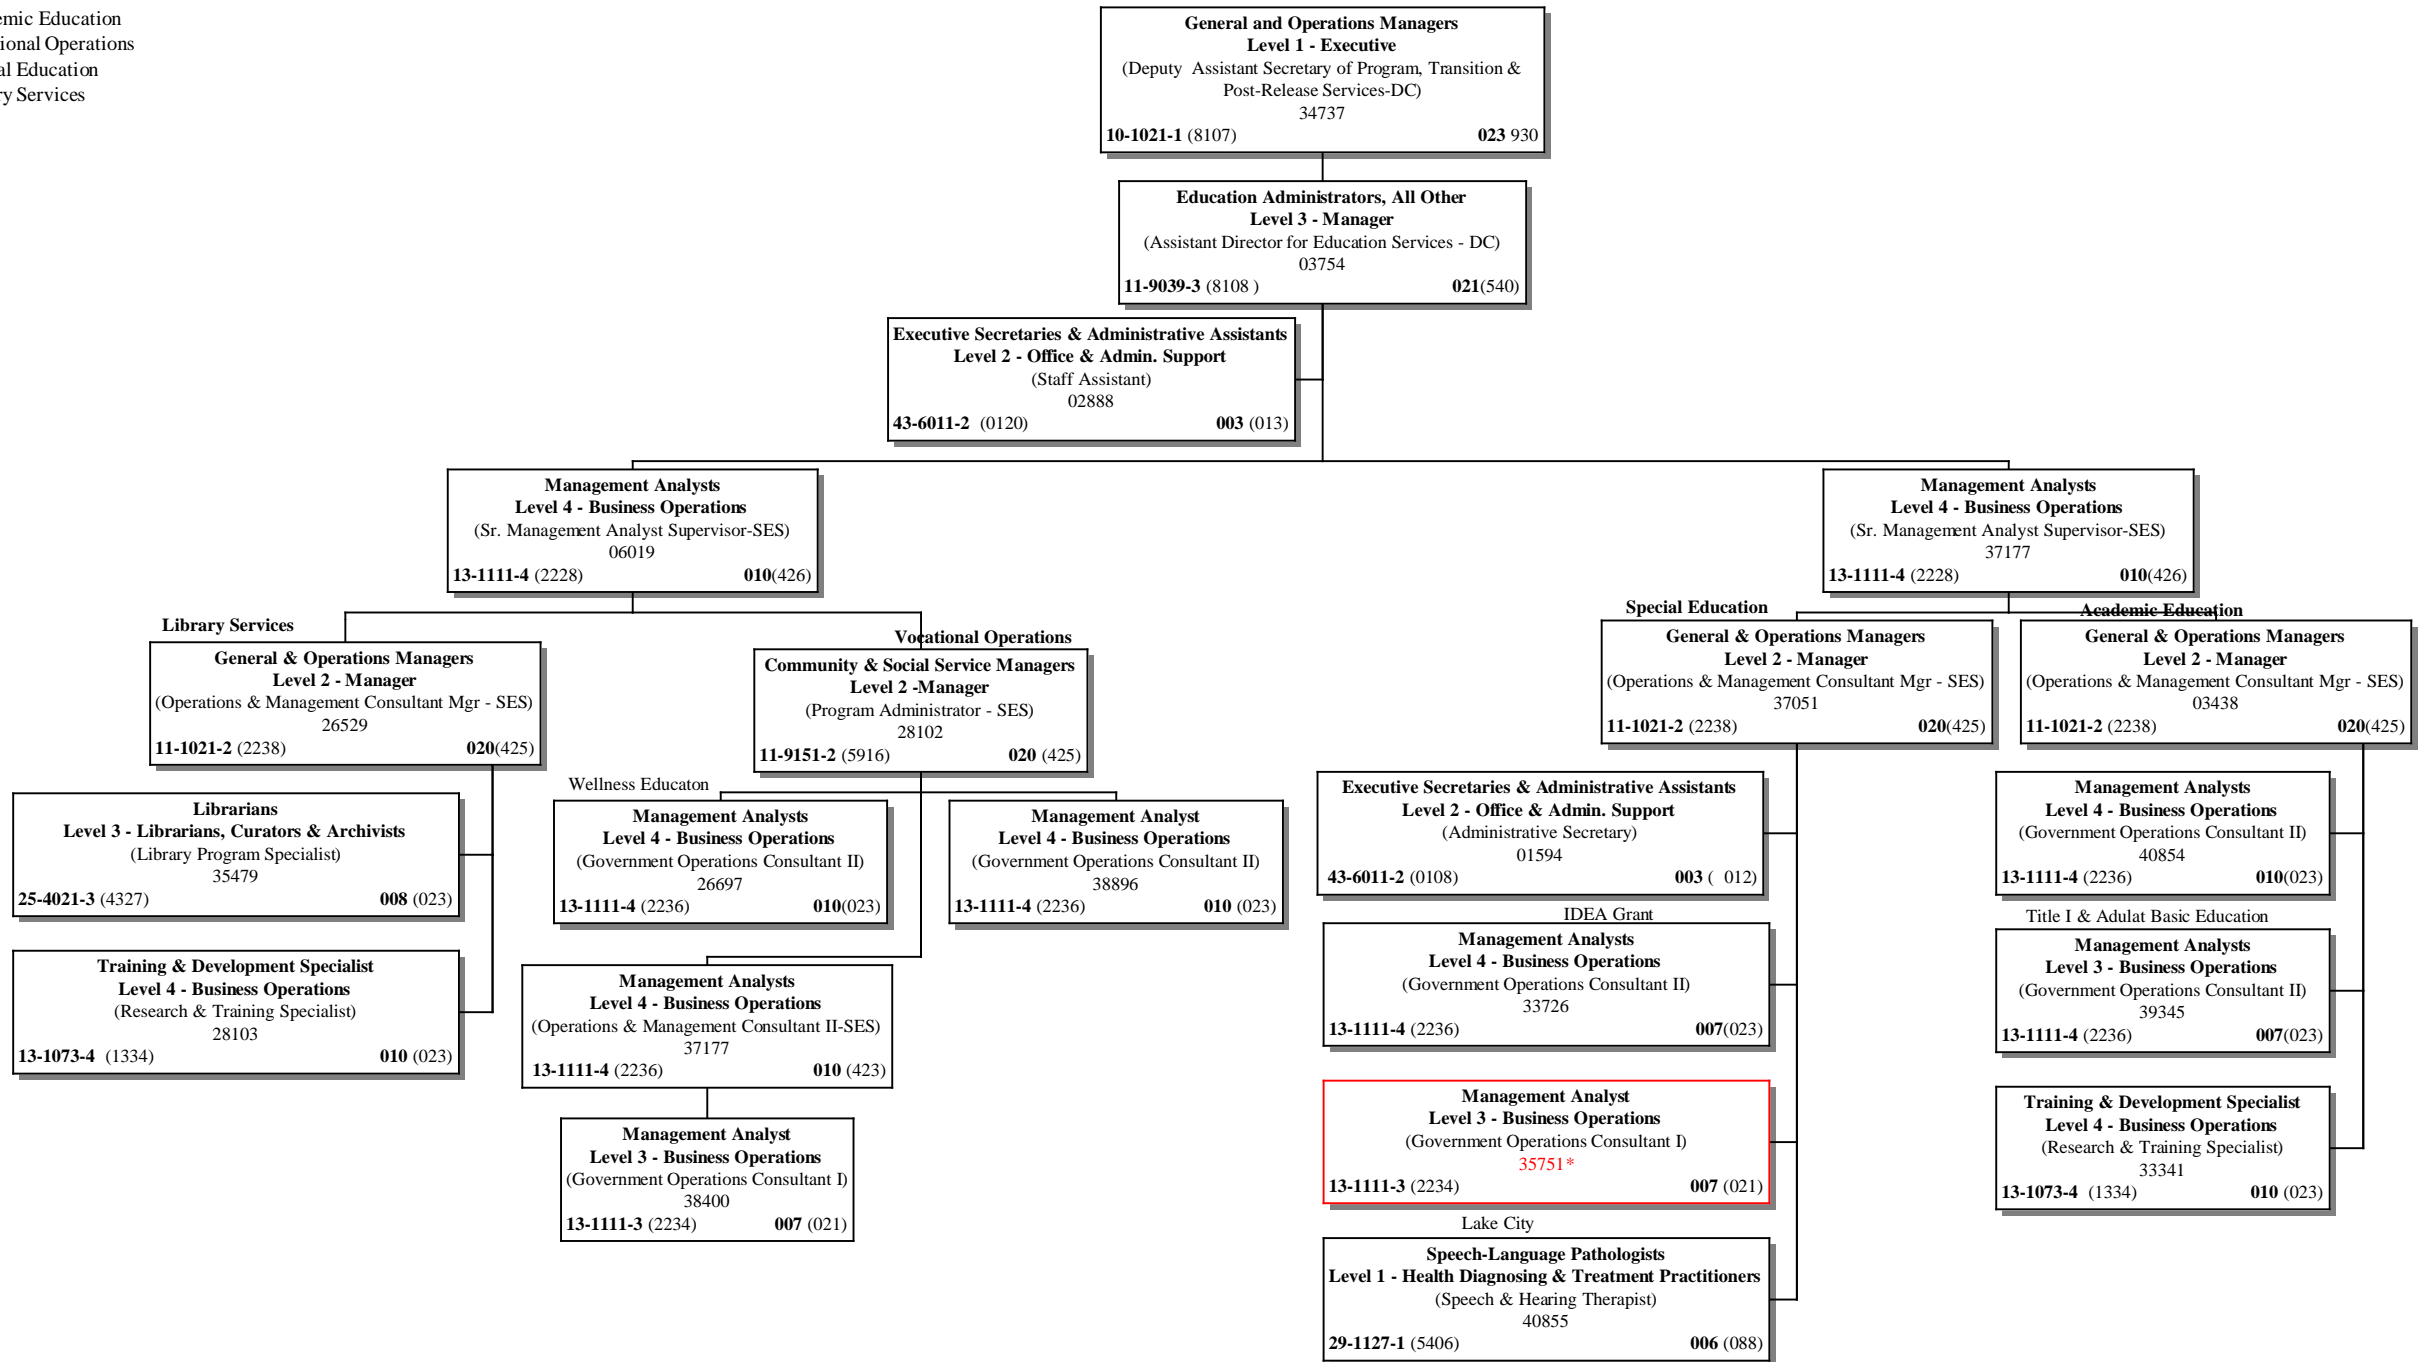 emic Education
ional Operations
al Education
ry Services
General and Operations Managers
Level 1 - Executive
(Deputy  Assistant Secretary of Program, Transition &
Post-Release Services-DC)
34737
10-1021-1 (8107) 023 930
Education Administrators, All Other
Level 3 - Manager
(Assistant Director for Education Services - DC)
03754
11-9039-3 (8108 ) 021(540)
Executive Secretaries & Administrative Assistants
Level 2 - Office & Admin. Support
(Staff Assistant)
02888
43-6011-2  (0120) 003 (013)
Management Analysts
Level 4 - Business Operations
(Sr. Management Analyst Supervisor-SES)
06019
13-1111-4 (2228) 010(426)
Management Analysts
Level 4 - Business Operations
(Sr. Management Analyst Supervisor-SES)
37177
13-1111-4 (2228) 010(426)
Library Services
General & Operations Managers
Level 2 - Manager
(Operations & Management Consultant Mgr - SES)
26529
11-1021-2 (2238) 020(425)
Librarians
Level 3 - Librarians, Curators & Archivists
(Library Program Specialist)
35479
25-4021-3 (4327) 008 (023)
Training & Development Specialist
Level 4 - Business Operations
(Research & Training Specialist)
28103
13-1073-4  (1334) 010 (023)
Vocational Operations
Community & Social Service Managers
Level 2 -Manager
(Program Administrator - SES)
28102
11-9151-2 (5916) 020 (425)
Wellness Educaton
Management Analysts
Level 4 - Business Operations
(Government Operations Consultant II)
26697
13-1111-4 (2236) 010(023)
Management Analyst
Level 4 - Business Operations
(Government Operations Consultant II)
38896
13-1111-4 (2236) 010 (023)
Management Analysts
Level 4 - Business Operations
(Operations & Management Consultant II-SES)
37177
13-1111-4 (2236) 010 (423)
Management Analyst
Level 3 - Business Operations
(Government Operations Consultant I)
38400
13-1111-3 (2234) 007 (021)
Special Education
General & Operations Managers
Level 2 - Manager
(Operations & Management Consultant Mgr - SES)
37051
11-1021-2 (2238) 020(425)
Executive Secretaries & Administrative Assistants
Level 2 - Office & Admin. Support
(Administrative Secretary)
01594
43-6011-2 (0108) 003 (  012)
IDEA Grant
Management Analysts
Level 4 - Business Operations
(Government Operations Consultant II)
33726
13-1111-4 (2236) 007(023)
Management Analyst
Level 3 - Business Operations
(Government Operations Consultant I)
35751*
13-1111-3 (2234) 007 (021)
Lake City
Speech-Language Pathologists
Level 1 - Health Diagnosing & Treatment Practitioners
(Speech & Hearing Therapist)
40855
29-1127-1 (5406) 006 (088)
Academic Education
General & Operations Managers
Level 2 - Manager
(Operations & Management Consultant Mgr - SES)
03438
11-1021-2 (2238) 020(425)
Management Analysts
Level 4 - Business Operations
(Government Operations Consultant II)
40854
13-1111-4 (2236) 010(023)
Title I & Adulat Basic Education
Management Analysts
Level 3 - Business Operations
(Government Operations Consultant II)
39345
13-1111-4 (2236) 007(023)
Training & Development Specialist
Level 4 - Business Operations
(Research & Training Specialist)
33341
13-1073-4  (1334) 010 (023)